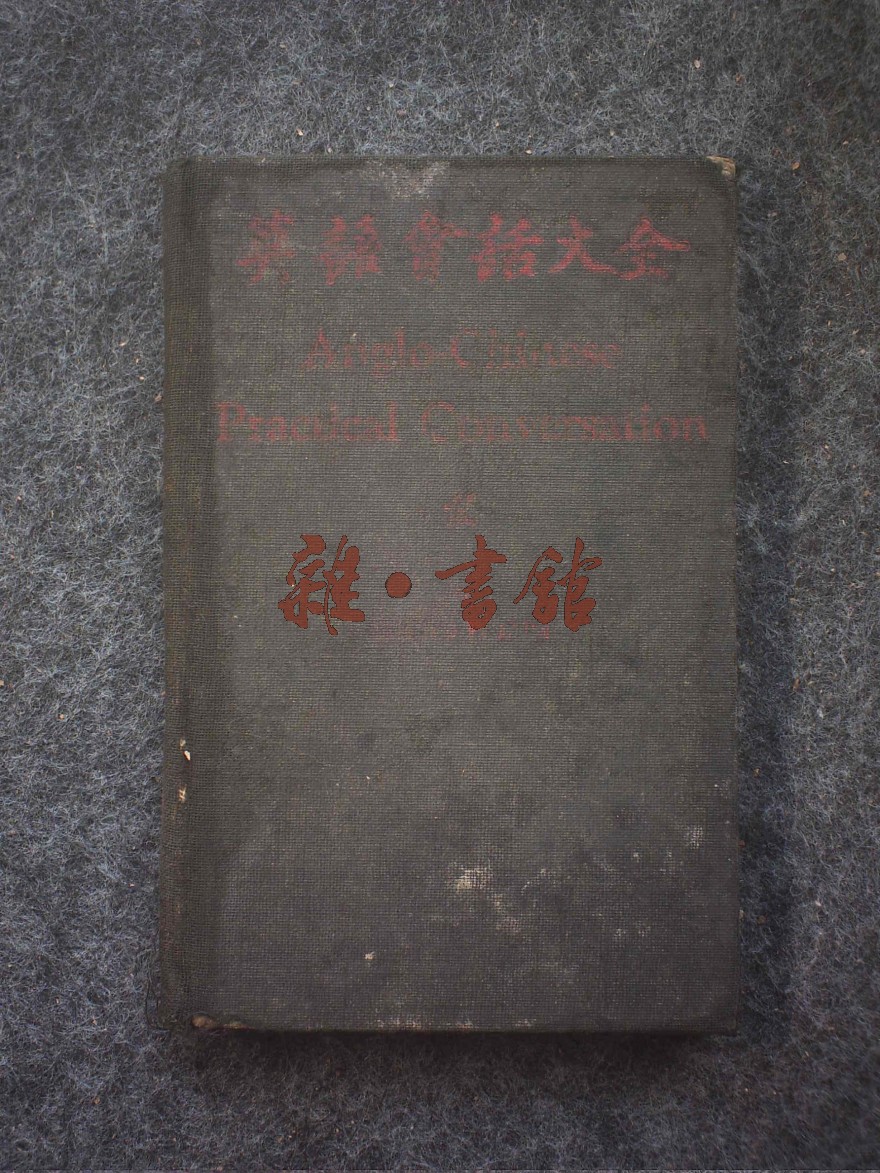 英語會話大全
Anglo-Chinese
Practical Conversation
雜·書館